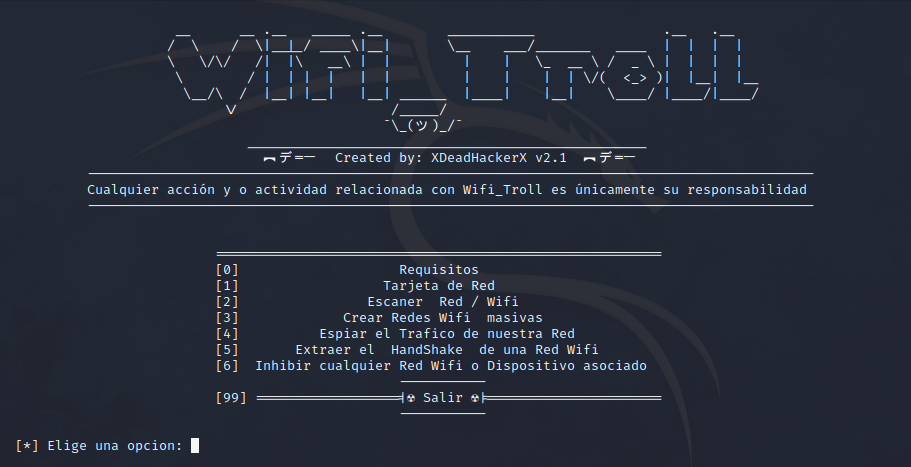 Wifi_Troll
¯\_(ツ)_/¯
︻デ═一 Created by: XDeadHackerX v2.1 ︻デ═一
Cualquier acción y o actividad relacionada con Wifi_Troll es únicamente su responsabilidad
[0] Requisitos
[1] Tarjeta de Red
[2] Escaner Red / Wifi
[3] Crear Redes Wifi masivas
[4] Espiar el Trafico de nuestra Red
[5] Extraer el HandShake de una Red Wifi
[6] Inhibir cualquier Red Wifi o Dispositivo asociado
[99] ══════════════════╣☢ Salir ☢╠══════════════════════
[*] Elige una opcion: